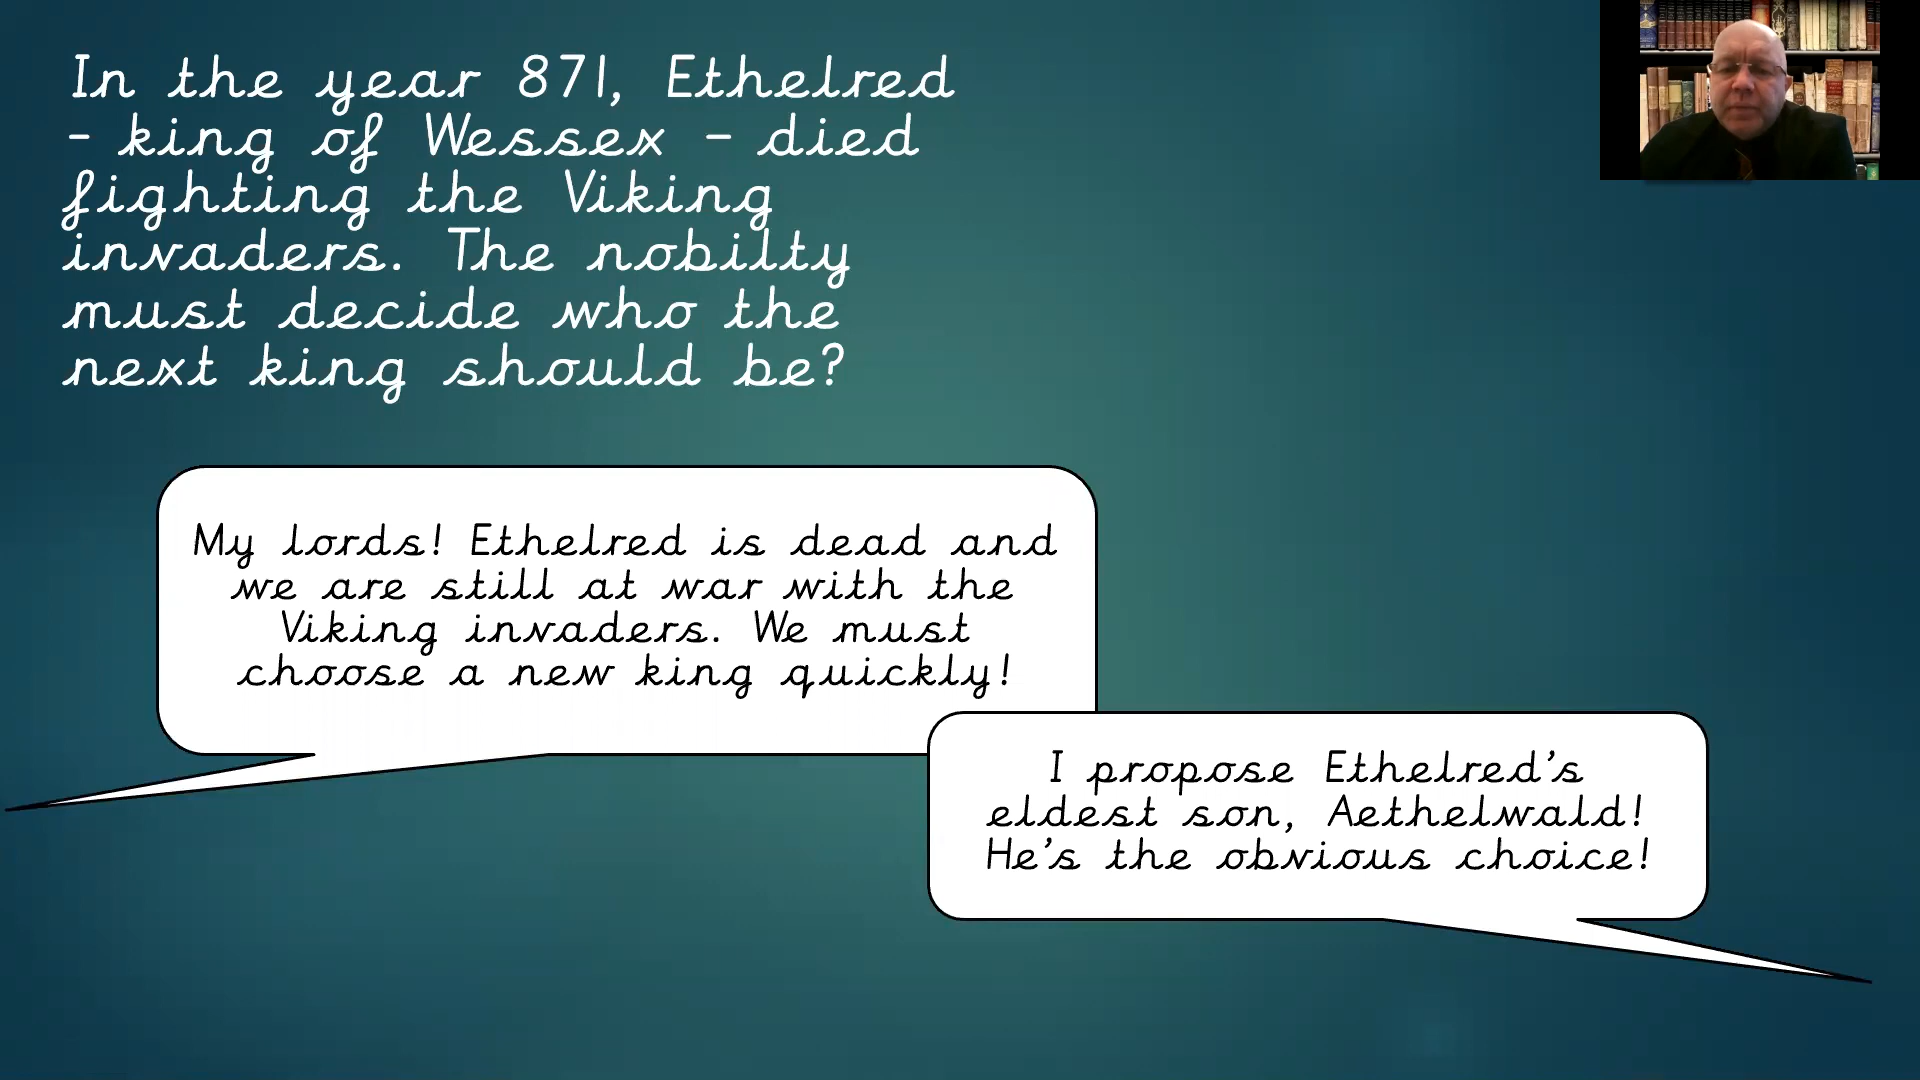 In the year 871, Ethelred
- king of Wessex - died
fighting the Viking
invaders. The nobilty
must decide who the
next king should be?
My lords! Ethelred is dead and
we are still at war with the
Viking invaders. We must
choose a new king quickly!
I propose Ethelred's
eldest son, Aethelwald!
He's the obvious choice!